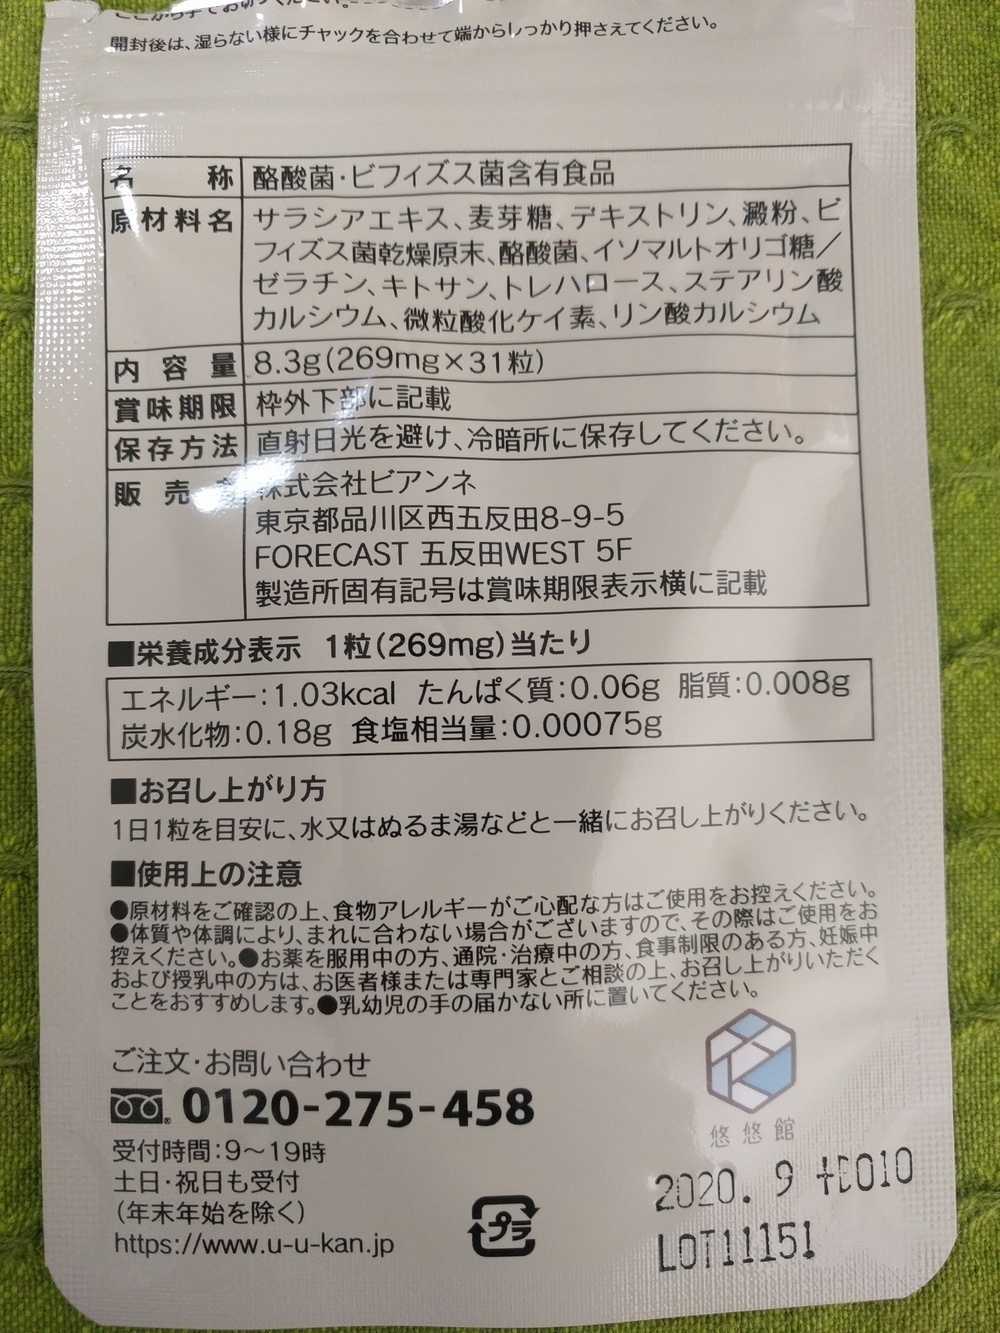 開封後は、湿らない様にチャックを合わせて端からしっかり押さえてください。
名称 酪酸菌・ビフィズス菌含有食品
原材料名 サラシアエキス、麦芽糖、デキストリン、澱粉、ビ
フィズス菌乾燥原末、酪酸菌、イソマルトオリゴ糖／
ゼラチン、キトサン、トレハロース、ステアリン酸
カルシウム、微粒酸化ケイ素、リン酸カルシウム
内容量 8.3g(269mg×31粒)
賞味期限 枠外下部に記載
保存方法 直射日光を避け、冷暗所に保存してください。
販売 株式会社ビアンネ
東京都品川区西五反田8-9-5
FORECAST 五反田WEST 5F
製造所固有記号は賞味期限表示横に記載
■栄養成分表示 1粒(269mg)当たり
エネルギー:1.03kcal たんぱく質:0.06g 脂質:0.008g
炭水化物:0.18g 食塩相当量:0.00075g
■お召し上がり方
1日1粒を目安に、水又はぬるま湯などと一緒にお召し上がりください。
■使用上の注意
●原材料をご確認の上、食物アレルギーがご心配な方はご使用をお控えください。
●体質や体調により、まれに合わない場合がございますので、その際はご使用をお
控えください。●お薬を服用中の方、通院・治療中の方、食事制限のある方、妊娠中
および授乳中の方は、お医者様または専門家とご相談の上、お召し上がりいただく
ことをおすすめします。●乳幼児の手の届かない所に置いてください。
ご注文・お問い合わせ
0120-275-458
受付時間:9～19時
土日・祝日も受付
(年末年始を除く)
https://www.u-u-kan.jp
プラ
悠悠館
2020. 9
LOT11151